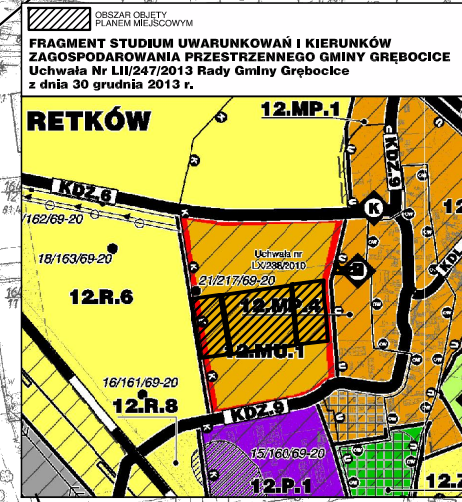 OBSZAR OBJĘTY
PLANEM MIEJSCOWYM
FRAGMENT STUDIUM UWARUNKOWAŃ I KIERUNKÓW
ZAGOSPODAROWANIA PRZESTRZENNEGO GMINY GRĘBOCICE
Uchwała Nr LII/247/2013 Rady Gminy Grębocice
z dnia 30 grudnia 2013 r.
RETKÓW
12.MP.1
KDZ.9
KDZ.6
K
/162/69-20
18/163/69-20
Uchwała nr
LX/238/2010
21/217/69-20
12.R.6
12.MP.4
12.MU.1
16/161/69-20
12.R.8
KDZ.9
15/160/69-20
12.P.1